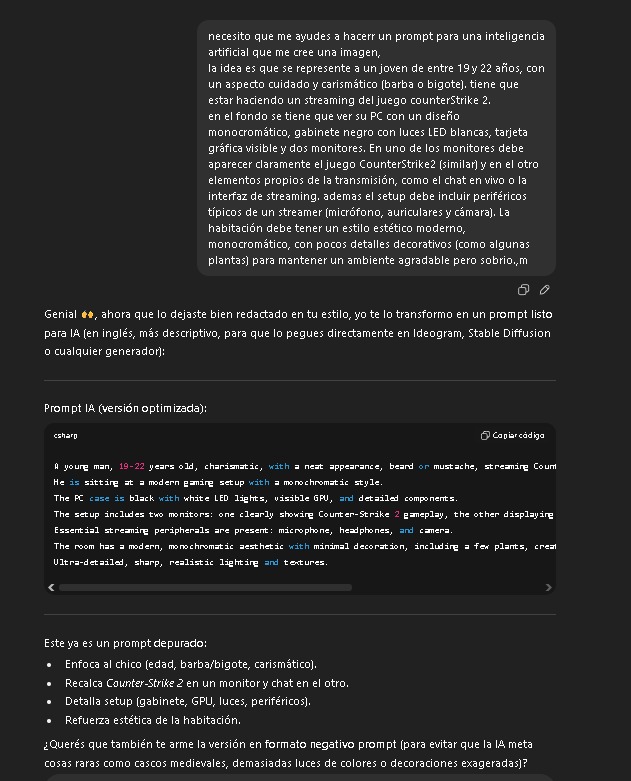 necesito que me ayudes a hacerr un prompt para una inteligencia
artificial que me cree una imagen,
la idea es que se represente a un joven de entre 19 y 22 años, con
un aspecto cuidado y carismático (barba o bigote). tiene que
estar haciendo un streaming del juego counterStrike 2.
en el fondo se tiene que ver su PC con un diseño
monocromático, gabinete negro con luces LED blancas, tarjeta
gráfica visible y dos monitores. En uno de los monitores debe
aparecer claramente el juego CounterStrike2 (similar) y en el otro
elementos propios de la transmisión, como el chat en vivo o la
interfaz de streaming. ademas el setup debe incluir periféricos
típicos de un streamer (micrófono, auriculares y cámara). La
habitación debe tener un estilo estético moderno,
monocromático, con pocos detalles decorativos (como algunas
plantas) para mantener un ambiente agradable pero sobrio.,m
Genial 🙌, ahora que lo dejaste bien redactado en tu estilo, yo te lo transformo en un prompt listo
para IA (en inglés, más descriptivo, para que lo pegues directamente en Ideogram, Stable Diffusion
o cualquier generador):
Prompt IA (versión optimizada):
csharp
Copiar código
A young man, 19-22 years old, charismatic, with a neat appearance, beard or mustache, streaming Count
He is sitting at a modern gaming setup with a monochromatic style.
The PC case is black with white LED lights, visible GPU, and detailed components.
The setup includes two monitors: one clearly showing Counter-Strike 2 gameplay, the other displaying
Essential streaming peripherals are present: microphone, headphones, and camera.
The room has a modern, monochromatic aesthetic with minimal decoration, including a few plants, creat
Ultra-detailed, sharp, realistic lighting and textures.
Este ya es un prompt depurado:
• Enfoca al chico (edad, barba/bigote, carismático).
• Recalca Counter-Strike 2 en un monitor y chat en el otro.
• Detalla setup (gabinete, GPU, luces, periféricos).
• Refuerza estética de la habitación.
¿Querés que también te arme la versión en formato negativo prompt (para evitar que la IA meta
cosas raras como cascos medievales, demasiadas luces de colores o decoraciones exageradas)?